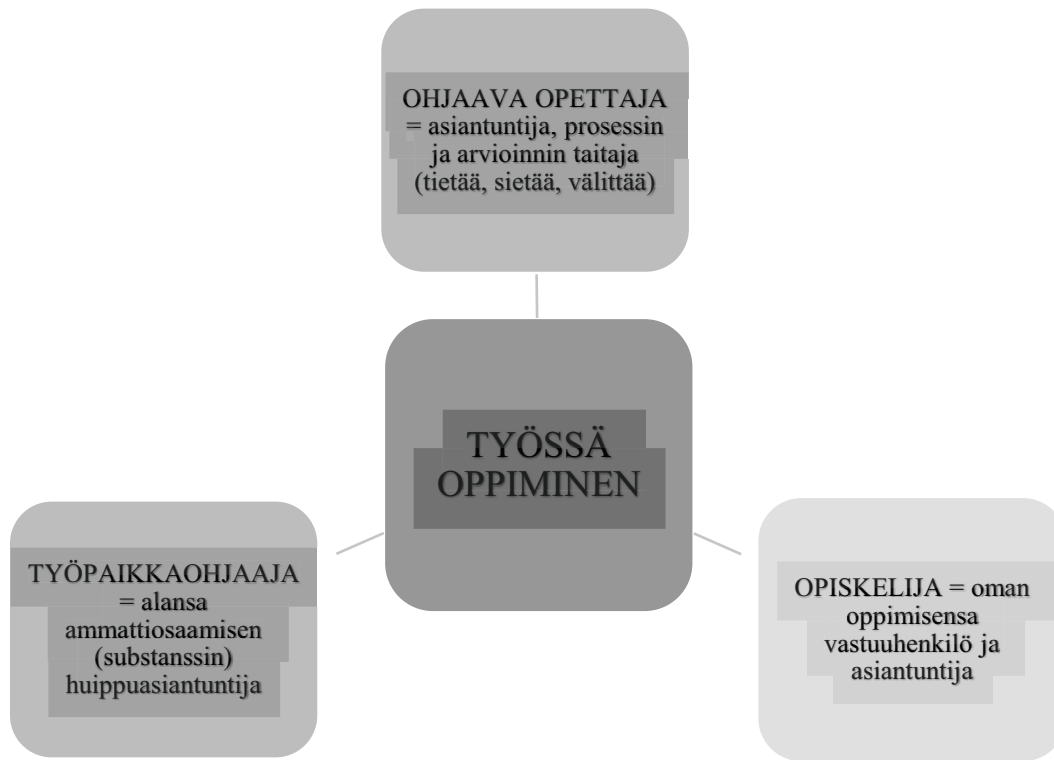 OHJAAVA OPETTAJA
= asiantuntija, prosessin
ja arvioinnin taitaja
(tietää, sietää, välittää)
TYÖSSÄ
OPPIMINEN
TYÖPAIKKAOHJAAJA
= alansa
ammattiosaamisen
(substanssin)
huippuasiantuntija
OPISKELIJA = oman
oppimisensa
vastuuhenkilö ja
asiantuntija